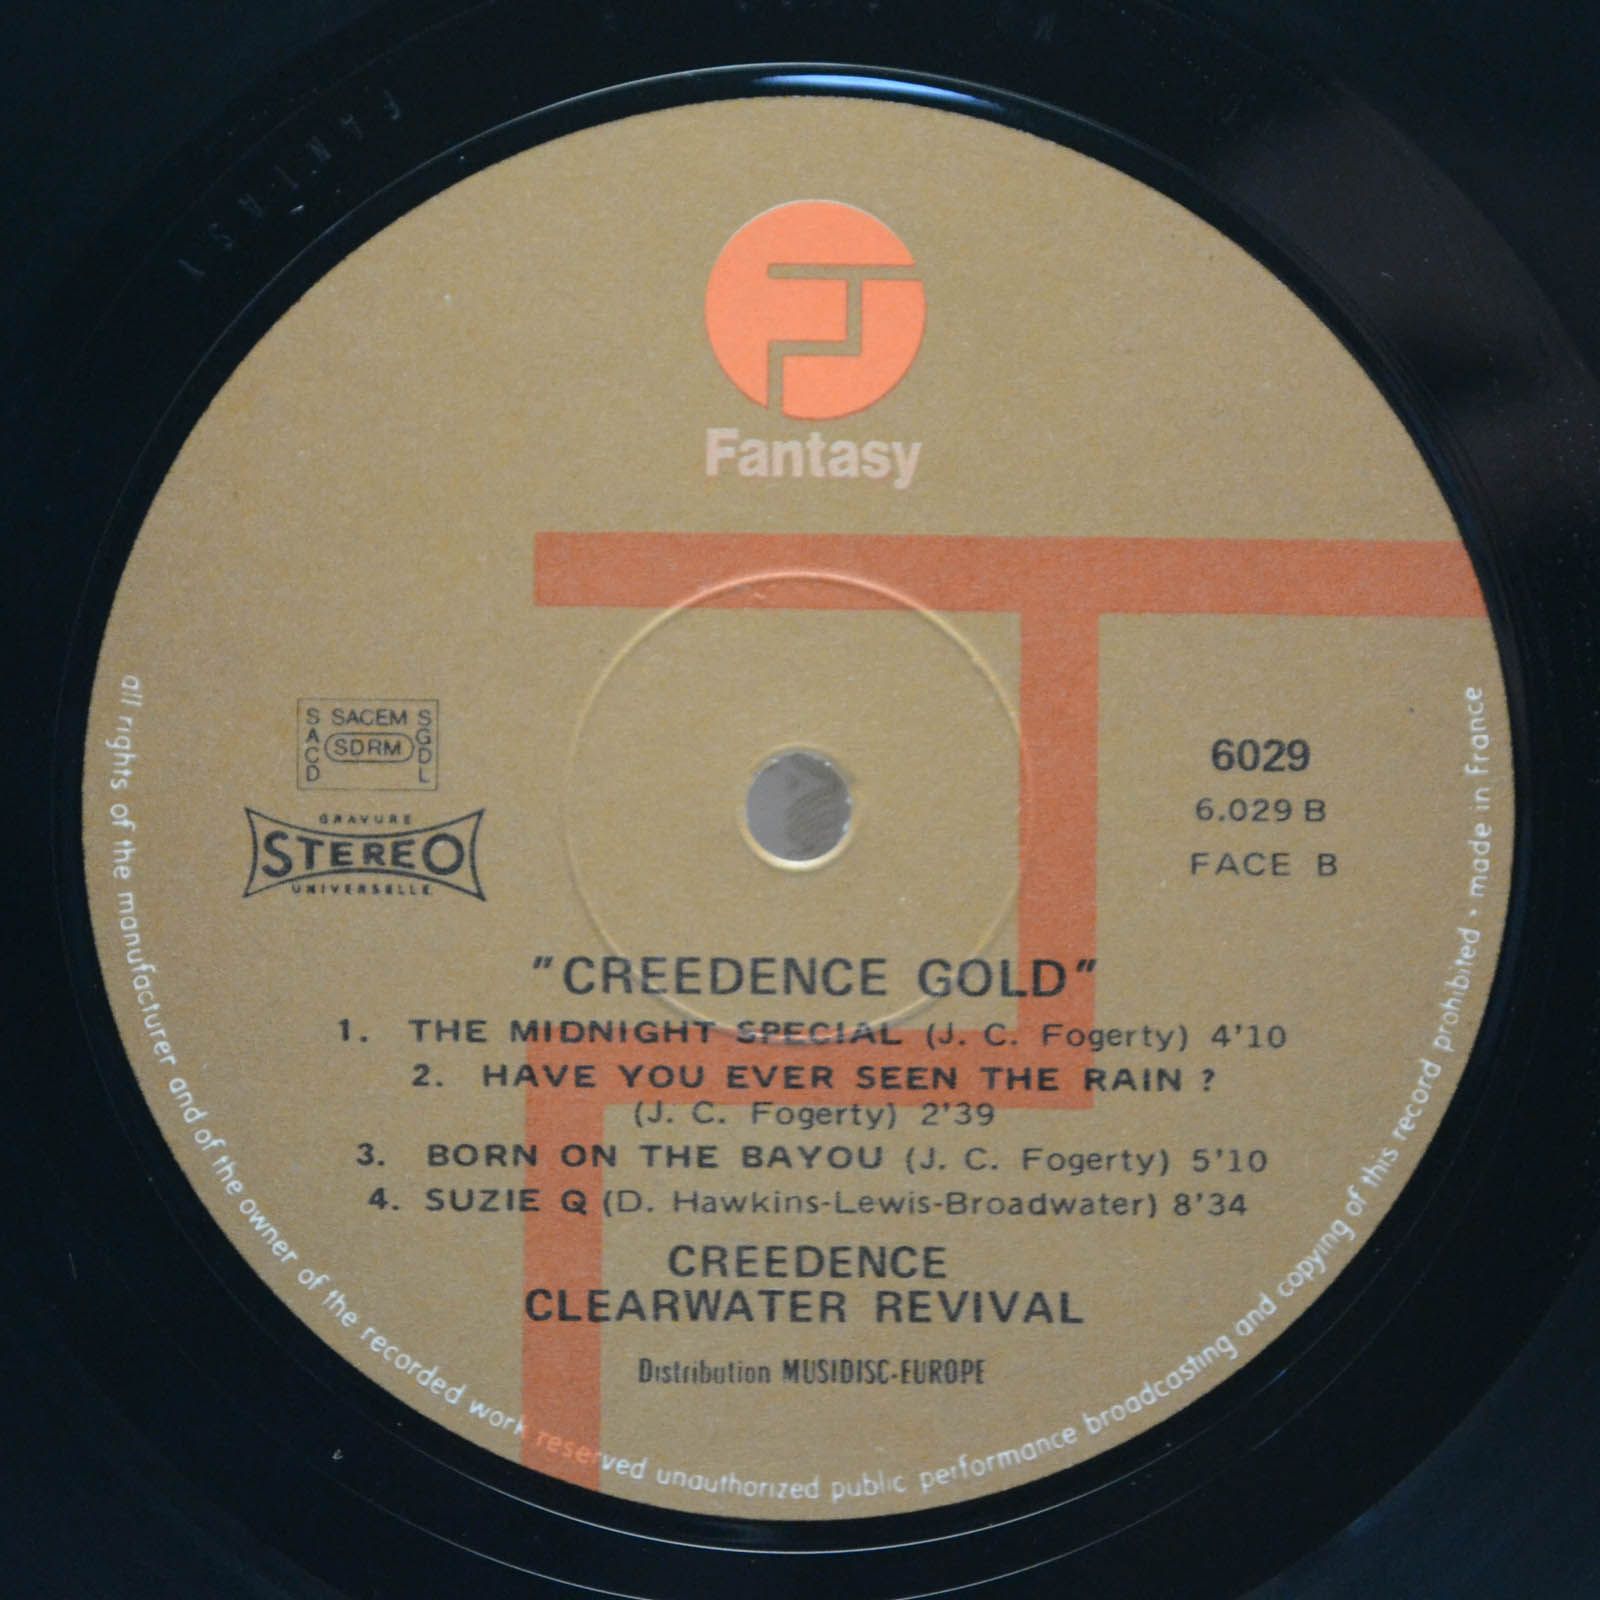 FANTASY
Fantasy
S SACEM S
A SDRM G
C D
D L
GRAVURE
STEREO
UNIVERSELLE
6029
6.029 B
FACE B
"CREEDENCE GOLD"
1. THE MIDNIGHT SPECIAL (J. C. Fogerty) 4'10
2. HAVE YOU EVER SEEN THE RAIN ?
(J. C. Fogerty) 2'39
3. BORN ON THE BAYOU (J. C. Fogerty) 5'10
4. SUZIE Q (D. Hawkins-Lewis-Broadwater) 8'34
CREEDENCE
CLEARWATER REVIVAL
Distribution MUSIDISC-EUROPE
all rights of the manufacturer and of the owner of the recorded work reserved unauthorized public performance broadcasting and copying of this record prohibited • made in France